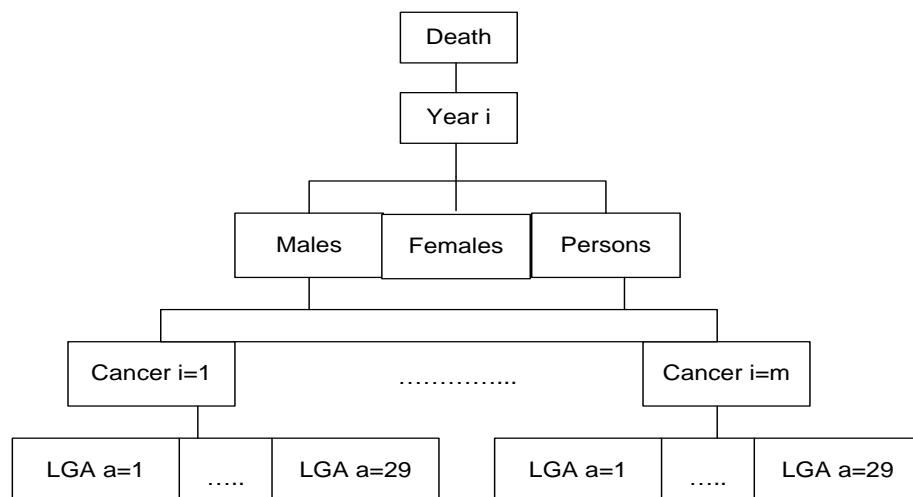 Death
Year i
Males Females Persons
Cancer i=1 ………….. Cancer i=m
LGA a=1 ….. LGA a=29 LGA a=1 ….. LGA a=29